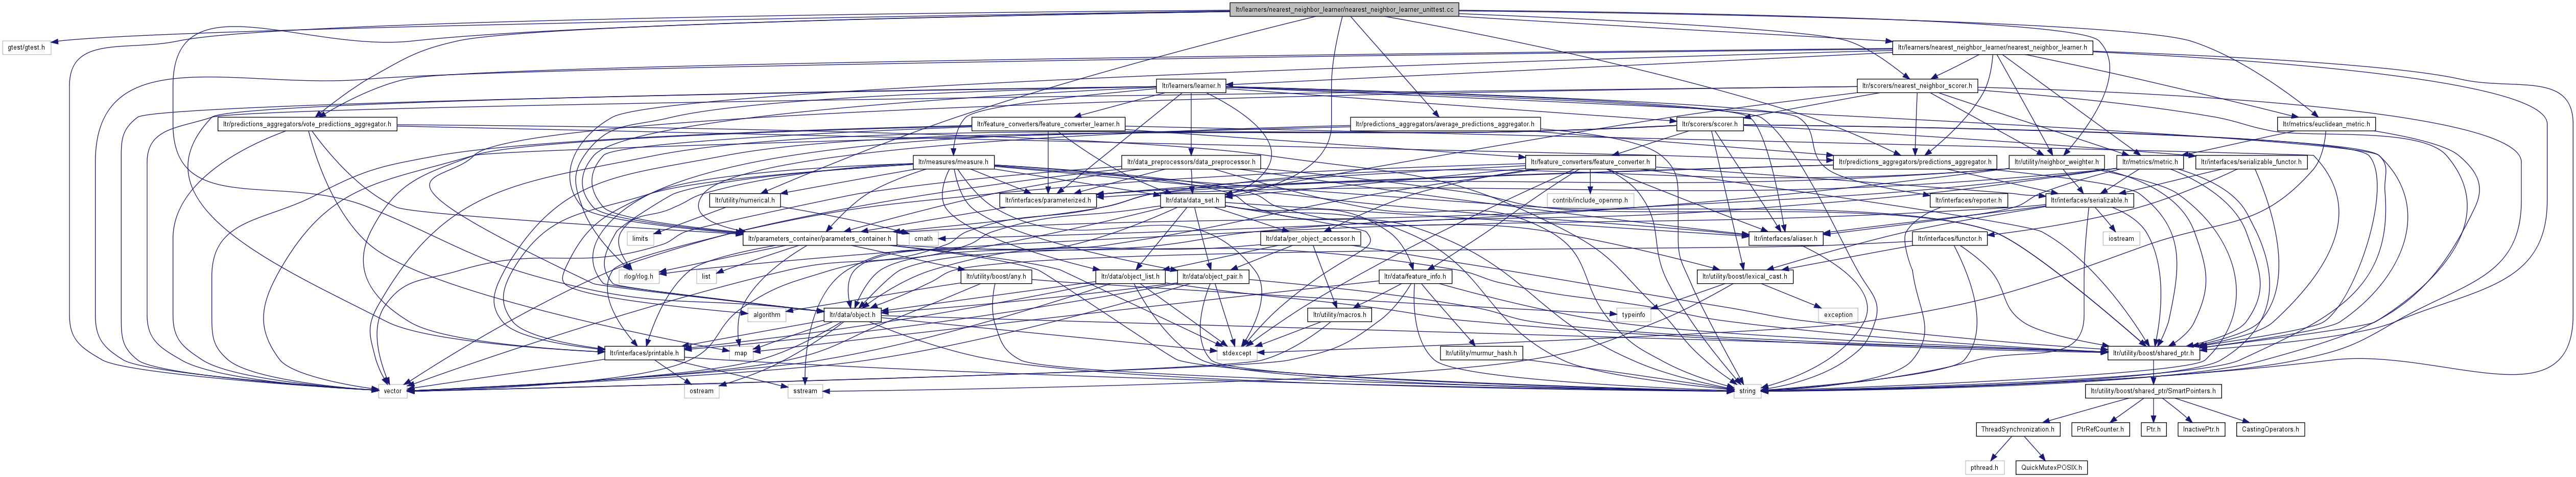 ltr/learners/nearest_neighbor_learner/nearest_neighbor_learner_unittest.cc
gtest/gtest.h
ltr/learners/nearest_neighbor_learner/nearest_neighbor_learner.h
ltr/learners/learner.h
ltr/scorers/nearest_neighbor_scorer.h
ltr/predictions_aggregators/vote_predictions_aggregator.h
ltr/feature_converters/feature_converter_learner.h
ltr/predictions_aggregators/average_predictions_aggregator.h
ltr/scorers/scorer.h
ltr/metrics/euclidean_metric.h
ltr/measures/measure.h
ltr/data_preprocessors/data_preprocessor.h
ltr/feature_converters/feature_converter.h
ltr/predictions_aggregators/predictions_aggregator.h
ltr/utility/neighbor_weighter.h
ltr/metrics/metric.h
ltr/interfaces/serializable_functor.h
ltr/utility/numerical.h
ltr/interfaces/parameterized.h
ltr/data/data_set.h
contrib/include_openmp.h
ltr/interfaces/reporter.h
ltr/interfaces/serializable.h
limits
ltr/parameters_container/parameters_container.h
cmath
ltr/data/per_object_accessor.h
ltr/interfaces/aliaser.h
ltr/interfaces/functor.h
iostream
rlog/rlog.h
list
ltr/utility/boost/any.h
ltr/data/object_list.h
ltr/data/object_pair.h
ltr/data/feature_info.h
ltr/utility/boost/lexical_cast.h
algorithm
ltr/data/object.h
ltr/utility/macros.h
typeinfo
exception
ltr/interfaces/printable.h
map
stdexcept
ltr/utility/murmur_hash.h
ltr/utility/boost/shared_ptr.h
vector
ostream
sstream
string
ltr/utility/boost/shared_ptr/SmartPointers.h
ThreadSynchronization.h
PtrRefCounter.h
Ptr.h
InactivePtr.h
CastingOperators.h
pthread.h
QuickMutexPOSIX.h